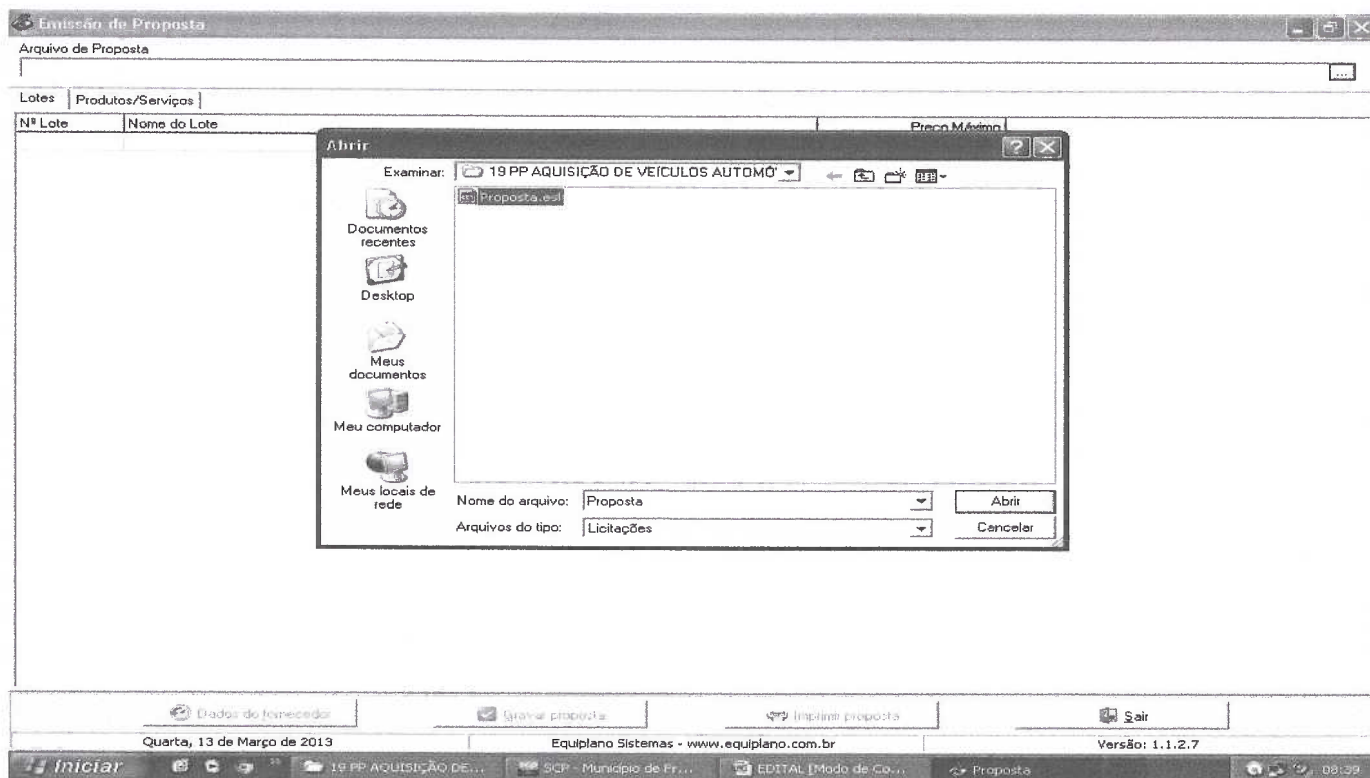 Emissão de Proposta
Arquivo de Proposta
...
Lotes Produtos/Serviços
Nº Lote Nome do Lote Preço Máximo
Abrir
Examinar: 19 PP AQUISIÇÃO DE VEÍCULOS AUTOMÓ
Proposta.esl
Documentos
recentes
Desktop
Meus
documentos
Meu computador
Meus locais de
rede
Nome do arquivo: Proposta Abrir
Arquivos do tipo: Licitações Cancelar
Dados do fornecedor Gravar proposta Imprimir proposta Sair
Quarta, 13 de Março de 2013 Equiplano Sistemas - www.equiplano.com.br Versão: 1.1.2.7
Iniciar 19 PP AQUISIÇÃO DE... SCP - Município de Fr... EDITAL [Modo de Co... Proposta 08:39